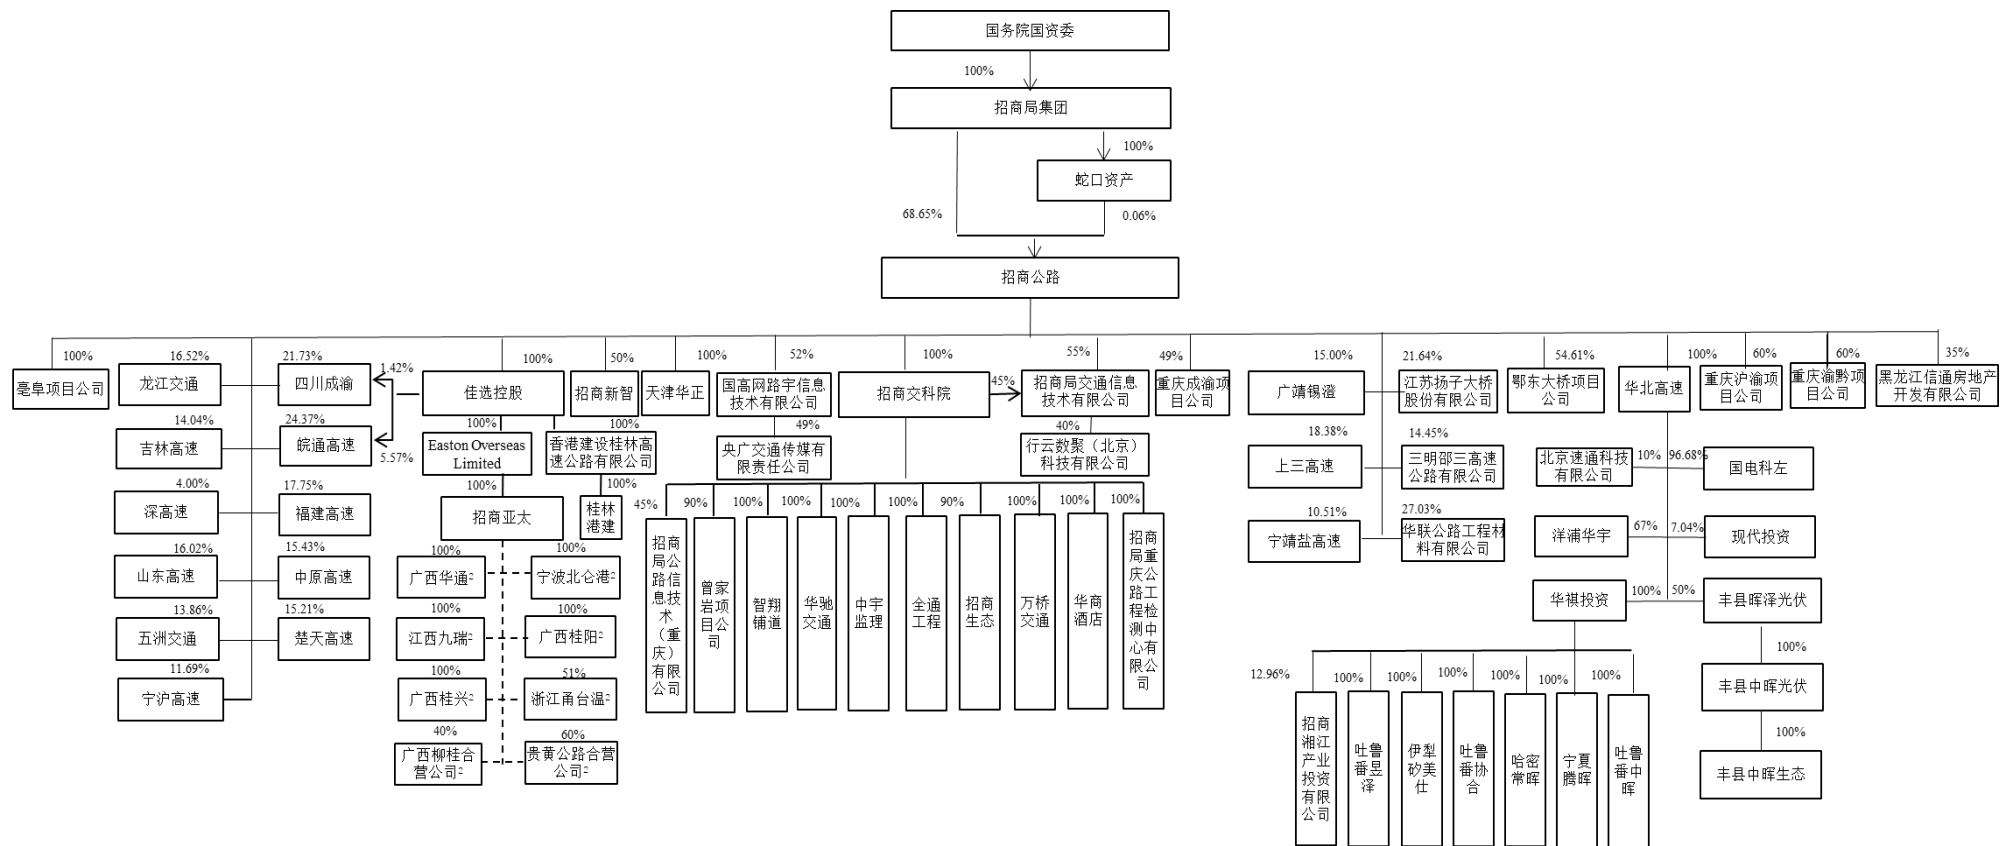 国务院国资委
100%
招商局集团
100%
蛇口资产
68.65%
0.06%
招商公路
100%
亳阜项目公司
16.52%
龙江交通
21.73%
四川成渝
1.42%
14.04%
吉林高速
24.37%
皖通高速
5.57%
4.00%
深高速
17.75%
福建高速
16.02%
山东高速
15.43%
中原高速
13.86%
五洲交通
15.21%
楚天高速
11.69%
宁沪高速
100%
佳选控股
100%
Easton Overseas
Limited
100%
招商亚太
100%
广西华通²
100%
宁波北仑港²
100%
江西九瑞²
100%
广西桂阳²
100%
广西桂兴²
51%
浙江甬台温²
40%
广西柳桂合
营公司²
60%
贵黄公路合营
公司²
50%
招商新智
100%
香港建设桂林高
速公路有限公司
100%
桂林
港建
100%
天津华正
52%
国高网路宇信息
技术有限公司
49%
央广交通传媒有
限责任公司
100%
招商交科院
45%
55%
招商局交通信息
技术有限公司
40%
行云数聚（北京）
科技有限公司
49%
重庆成渝项
目公司
45%
招商
局公
路信
息技
术
（重
庆）
有限
公司
90%
曾家
岩项
目公
司
100%
智翔
铺道
100%
华驰
交通
100%
中宇
监理
100%
全通
工程
90%
招商
生态
100%
万桥
交通
100%
华商
酒店
100%
招商
局重
庆公
路工
程检
测中
心有
限公
司
15.00%
广靖锡澄
21.64%
江苏扬子大桥
股份有限公司
18.38%
上三高速
14.45%
三明邵三高速
公路有限公司
10.51%
宁靖盐高速
27.03%
华联公路工程材
料有限公司
54.61%
鄂东大桥项目
公司
100%
华北高速
10%
北京速通科技
有限公司
96.68%
国电科左
67%
洋浦华宇
7.04%
现代投资
100%
华祺投资
50%
丰县晖泽光伏
100%
丰县中晖光伏
100%
丰县中晖生态
12.96%
招商
湘江
产业
投资
有限
公司
100%
吐鲁
番昱
泽
100%
伊犁
矽美
仕
100%
吐鲁
番协
合
100%
哈密
常晖
100%
宁夏
腾晖
100%
吐鲁
番中
晖
60%
重庆沪渝项
目公司
60%
重庆渝黔项
目公司
35%
黑龙江信通房地产
开发有限公司